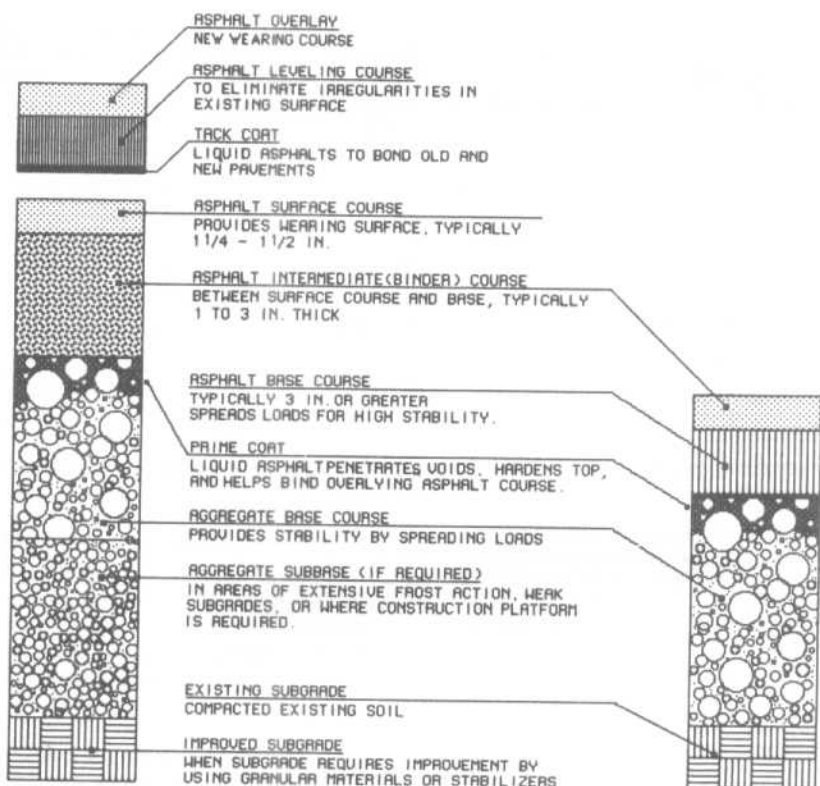 ASPHALT OVERLAY
NEW WEARING COURSE
ASPHALT LEVELING COURSE
TO ELIMINATE IRREGULARITIES IN
EXISTING SURFACE
TACK COAT
LIQUID ASPHALTS TO BOND OLD AND
NEW PAVEMENTS
ASPHALT SURFACE COURSE
PROVIDES WEARING SURFACE, TYPICALLY
1 1/4 - 1 1/2 IN.
ASPHALT INTERMEDIATE(BINDER) COURSE
BETWEEN SURFACE COURSE AND BASE, TYPICALLY
1 TO 3 IN. THICK
ASPHALT BASE COURSE
TYPICALLY 3 IN. OR GREATER
SPREADS LOADS FOR HIGH STABILITY.
PRIME COAT
LIQUID ASPHALT PENETRATES VOIDS, HARDENS TOP,
AND HELPS BIND OVERLYING ASPHALT COURSE.
AGGREGATE BASE COURSE
PROVIDES STABILITY BY SPREADING LOADS
AGGREGATE SUBBASE (IF REQUIRED)
IN AREAS OF EXTENSIVE FROST ACTION, WEAK
SUBGRADES, OR WHERE CONSTRUCTION PLATFORM
IS REQUIRED.
EXISTING SUBGRADE
COMPACTED EXISTING SOIL
IMPROVED SUBGRADE
WHEN SUBGRADE REQUIRES IMPROVEMENT BY
USING GRANULAR MATERIALS OR STABILIZERS